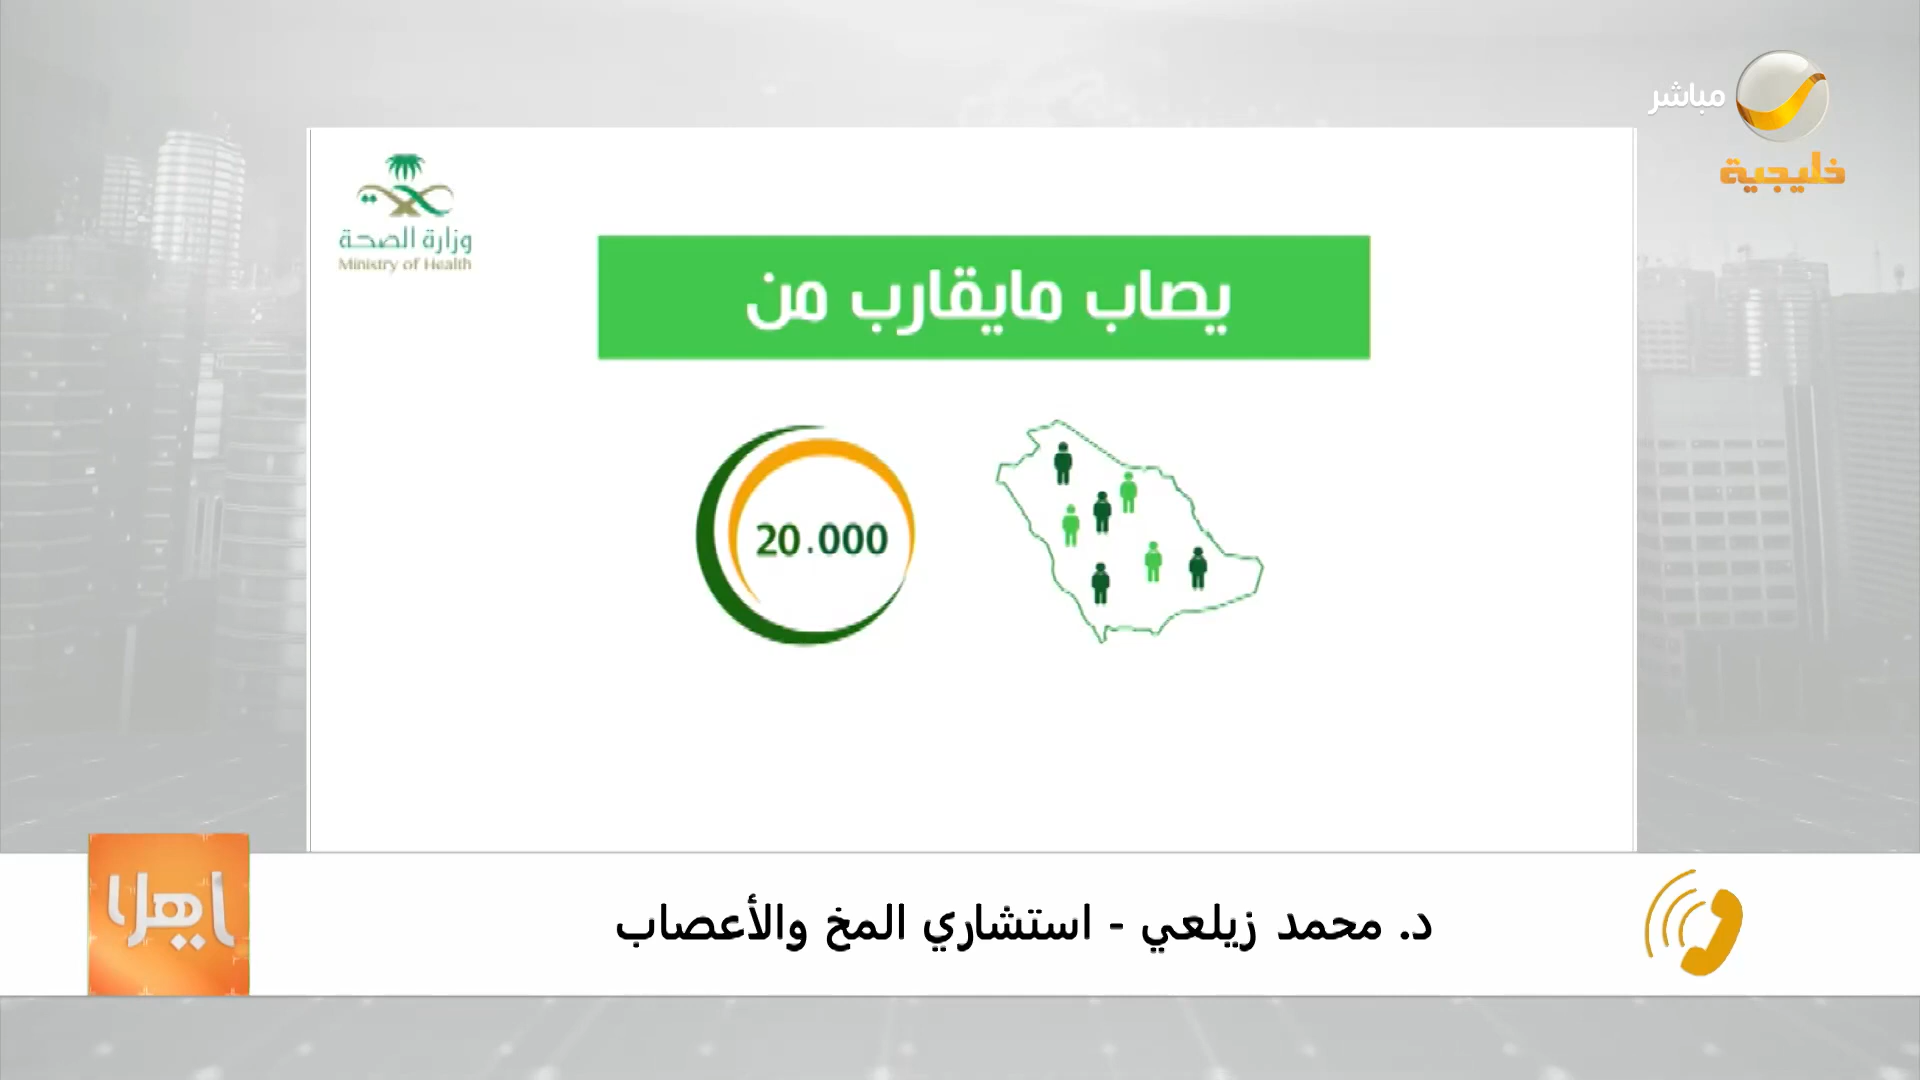 مباشر
خليجية
وزارة الصحة
Ministry of Health
يصاب مايقارب من
20.000
د. محمد زيلعي - استشاري المخ والأعصاب
ياهلا